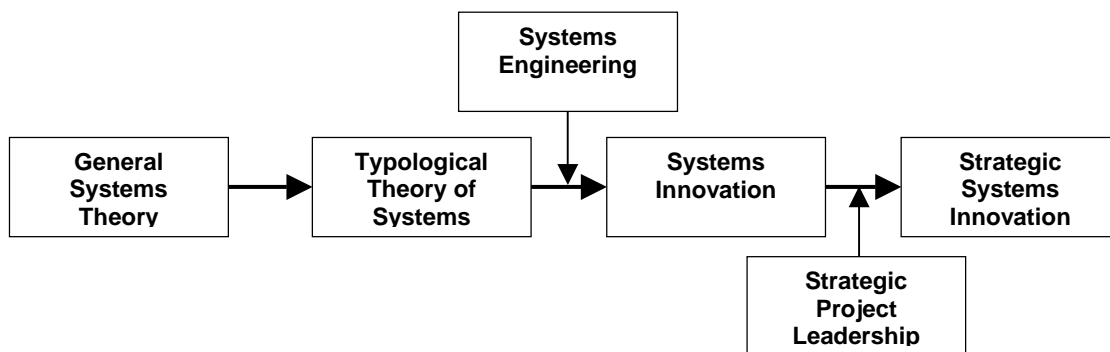 Systems
Engineering
General
Systems
Theory
Typological
Theory of
Systems
Systems
Innovation
Strategic
Systems
Innovation
Strategic
Project
Leadership